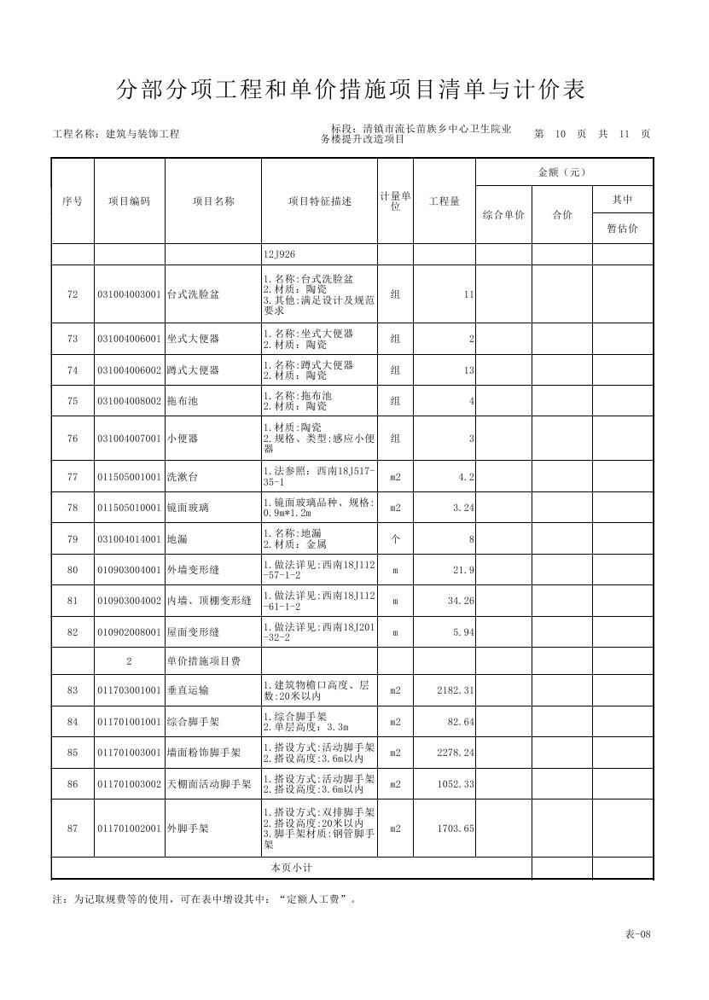 分部分项工程和单价措施项目清单与计价表
工程名称：建筑与装饰工程
标段：清镇市流长苗族乡中心卫生院业
务楼提升改造项目
第 10 页 共 11 页
序号 项目编码 项目名称 项目特征描述 计量单
位 工程量 金额（元）
综合单价 合价 其中
暂估价
12J926
72 031004003001 台式洗脸盆 1.名称:台式洗脸盆
2.材质：陶瓷
3.其他:满足设计及规范
要求 组 11
73 031004006001 坐式大便器 1.名称:坐式大便器
2.材质：陶瓷 组 2
74 031004006002 蹲式大便器 1.名称:蹲式大便器
2.材质：陶瓷 组 13
75 031004008002 拖布池 1.名称:拖布池
2.材质：陶瓷 组 4
76 031004007001 小便器 1.材质:陶瓷
2.规格、类型:感应小便
器 组 3
77 011505001001 洗漱台 1.法参照：西南18J517-
35-1 m2 4.2
78 011505010001 镜面玻璃 1.镜面玻璃品种、规格:
0.9m*1.2m m2 3.24
79 031004014001 地漏 1.名称:地漏
2.材质：金属 个 8
80 010903004001 外墙变形缝 1.做法详见:西南18J112
-57-1-2 m 21.9
81 010903004002 内墙、顶棚变形缝 1.做法详见:西南18J112
-61-1-2 m 34.26
82 010902008001 屋面变形缝 1.做法详见:西南18J201
-32-2 m 5.94
2 单价措施项目费
83 011703001001 垂直运输 1.建筑物檐口高度、层
数:20米以内 m2 2182.31
84 011701001001 综合脚手架 1.综合脚手架
2.单层高度：3.3m m2 82.64
85 011701003001 墙面粉饰脚手架 1.搭设方式:活动脚手架
2.搭设高度:3.6m以内 m2 2278.24
86 011701003002 天棚面活动脚手架 1.搭设方式:活动脚手架
2.搭设高度:3.6m以内 m2 1052.33
87 011701002001 外脚手架 1.搭设方式:双排脚手架
2.搭设高度:20米以内
3.脚手架材质:钢管脚手
架 m2 1703.65
本页小计
注：为记取规费等的使用，可在表中增设其中：“定额人工费”。
表-08